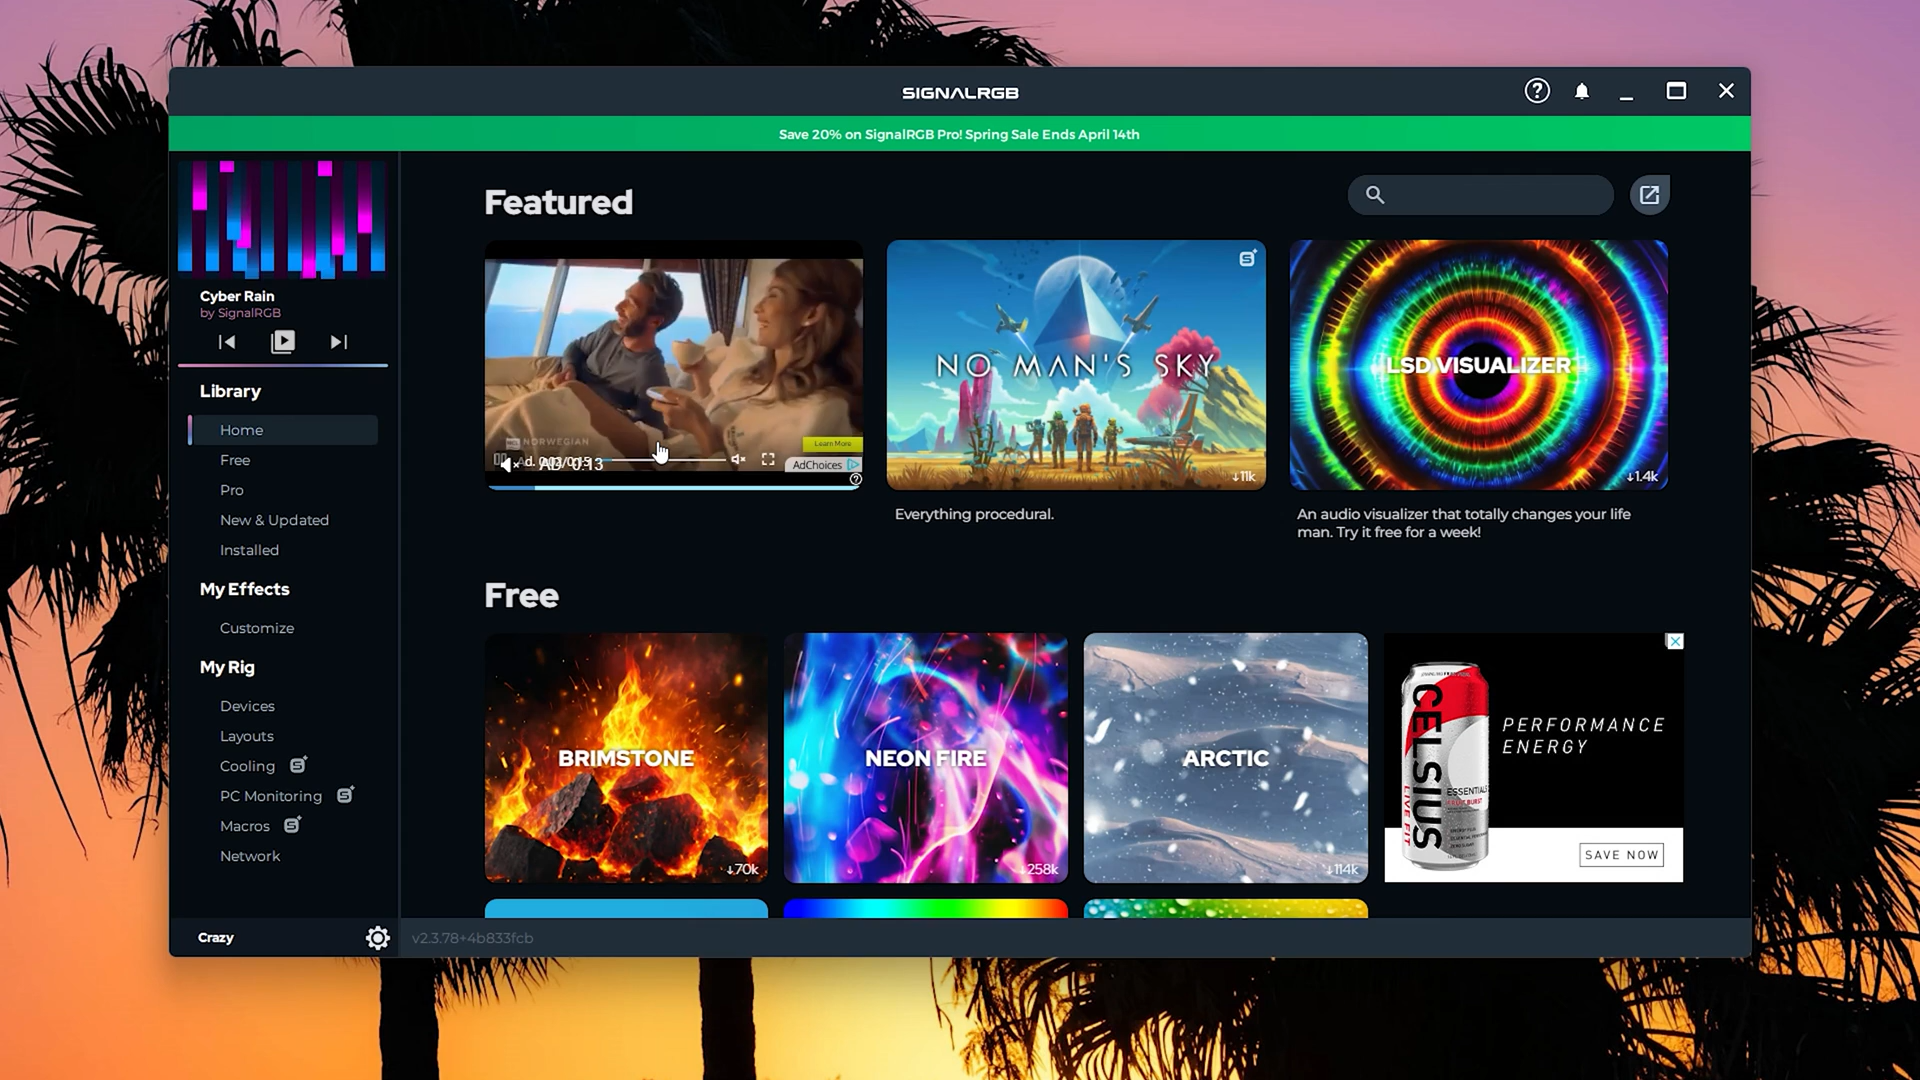 SIGNALRGB
Save 20% on SignalRGB Pro! Spring Sale Ends April 14th
Cyber Rain
by SignalRGB
Library
Home
Free
Pro
New & Updated
Installed
My Effects
Customize
My Rig
Devices
Layouts
Cooling
PC Monitoring
Macros
Network
Crazy
v2.3.78+4b833fcb
Featured
NORWEGIAN
Learn More
AD 0:13
AdChoices
NO MAN'S SKY
↓11k
Everything procedural.
LSD VISUALIZER
↓1.4k
An audio visualizer that totally changes your life
man. Try it free for a week!
Free
BRIMSTONE
↓70k
NEON FIRE
↓258k
ARCTIC
↓114k
CELSIUS
LIVE FIT
ESSENTIALS
PERFORMANCE
ENERGY
SAVE NOW